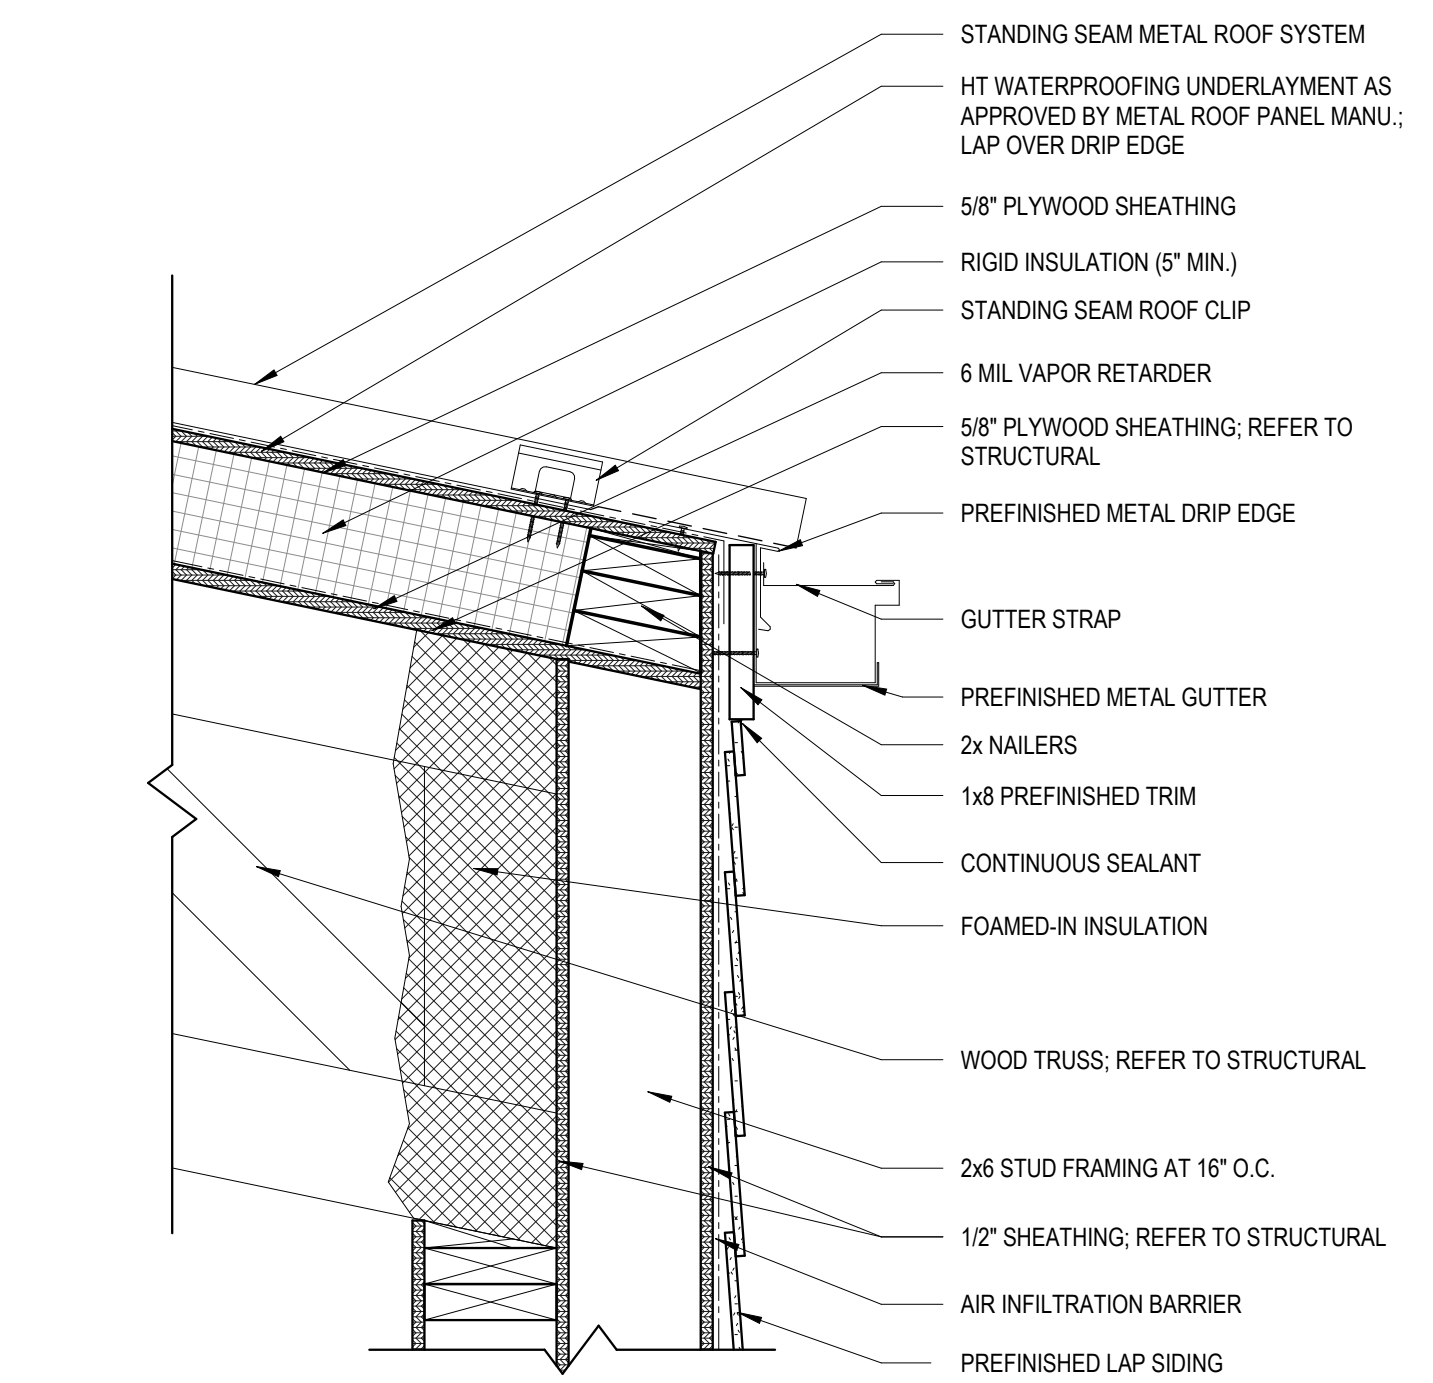 STANDING SEAM METAL ROOF SYSTEM
HT WATERPROOFING UNDERLAYMENT AS
APPROVED BY METAL ROOF PANEL MANU.;
LAP OVER DRIP EDGE
5/8" PLYWOOD SHEATHING
RIGID INSULATION (5" MIN.)
STANDING SEAM ROOF CLIP
6 MIL VAPOR RETARDER
5/8" PLYWOOD SHEATHING; REFER TO
STRUCTURAL
PREFINISHED METAL DRIP EDGE
GUTTER STRAP
PREFINISHED METAL GUTTER
2x NAILERS
1x8 PREFINISHED TRIM
CONTINUOUS SEALANT
FOAMED-IN INSULATION
WOOD TRUSS; REFER TO STRUCTURAL
2x6 STUD FRAMING AT 16" O.C.
1/2" SHEATHING; REFER TO STRUCTURAL
AIR INFILTRATION BARRIER
PREFINISHED LAP SIDING